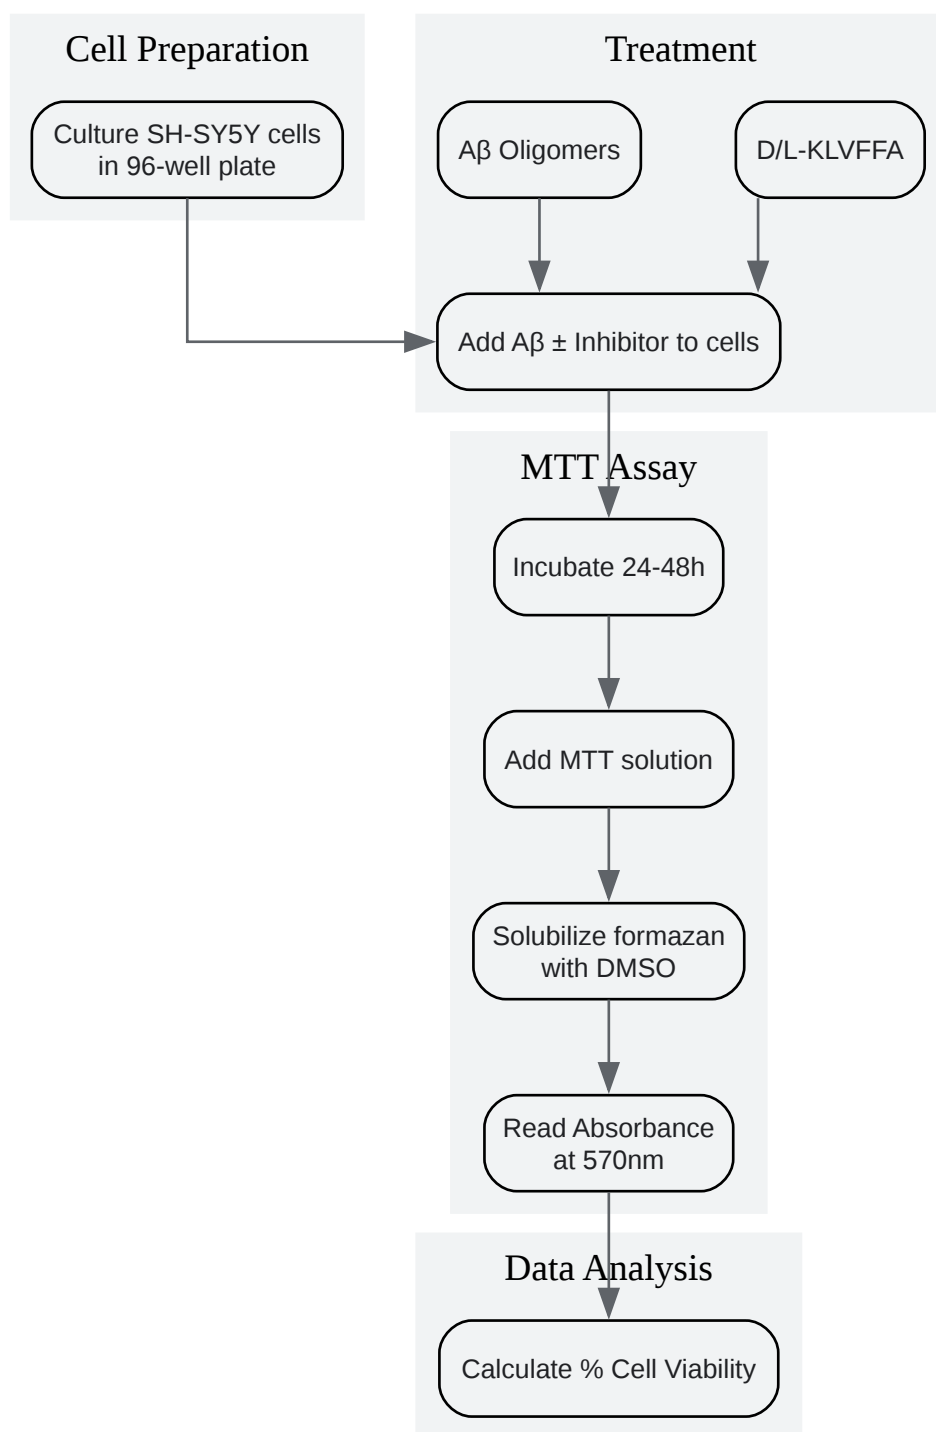 Cell Preparation
Treatment
Culture SH-SY5Y cells
in 96-well plate
Aβ Oligomers
D/L-KLVFFA
Add Aβ ± Inhibitor to cells
MTT Assay
Incubate 24-48h
Add MTT solution
Solubilize formazan
with DMSO
Read Absorbance
at 570nm
Data Analysis
Calculate % Cell Viability